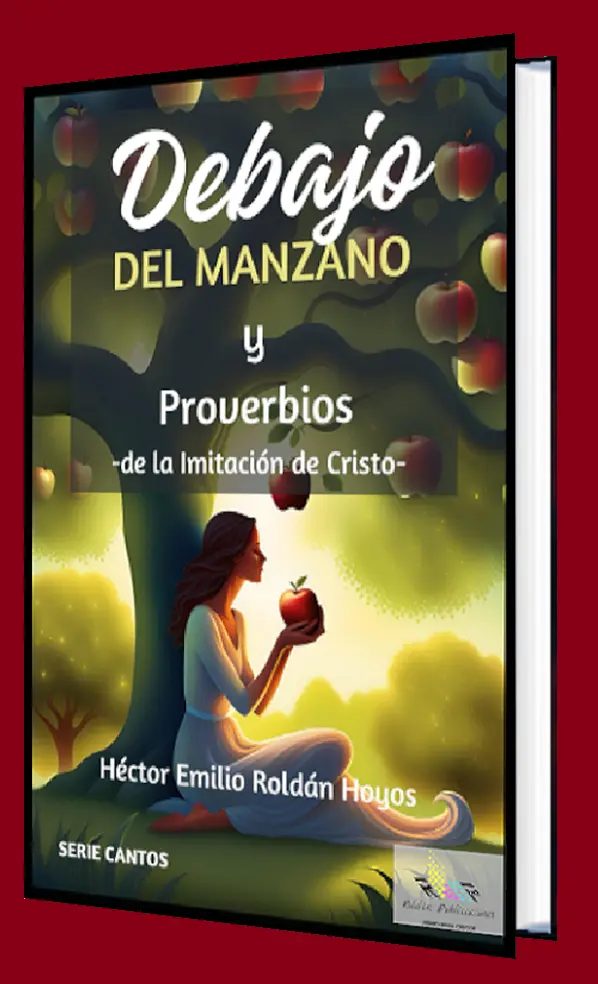 Debajo
DEL MANZANO
y
Proverbios
-de la Imitación de Cristo-
Héctor Emilio Roldán Hoyos
SERIE CANTOS